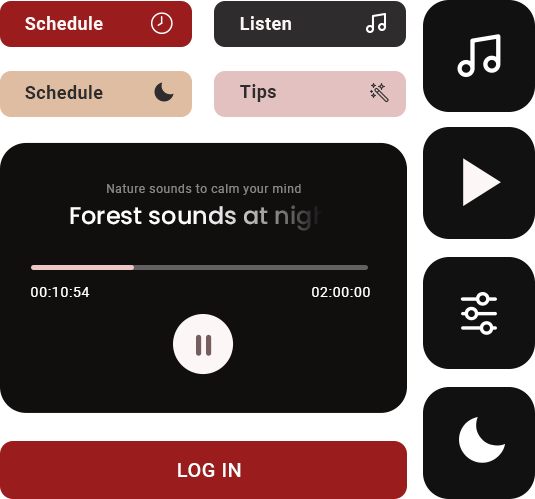 Schedule
Listen
Schedule
Tips
Nature sounds to calm your mind
Forest sounds at nigh
00:10:54
02:00:00
LOG IN